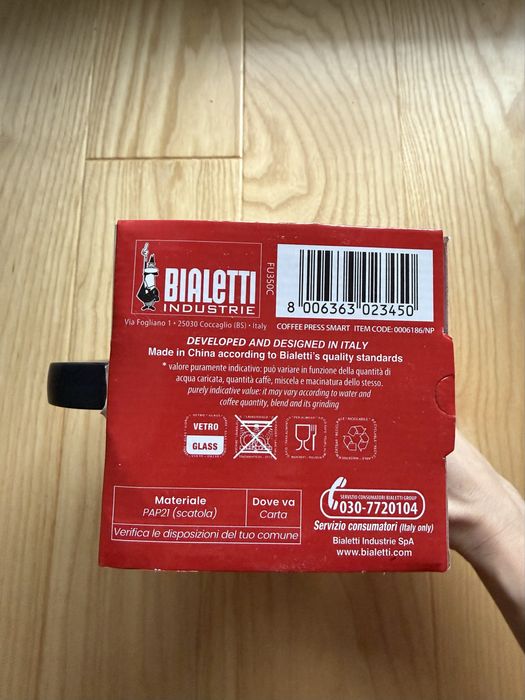 BIALETTI
INDUSTRIE
Via Fogliano 1 · 25030 Coccaglio (BS) · Italy
FU350C
8 006363 023450
COFFEE PRESS SMART ITEM CODE: 0006186/NP
DEVELOPED AND DESIGNED IN ITALY
Made in China according to Bialetti's quality standards
* valore puramente indicativo: può variare in funzione della quantità di
acqua caricata, quantità caffè, miscela e macinatura dello stesso.
purely indicative value: it may vary according to water and
coffee quantity, blend and its grinding
VETRO
GLASS
Materiale
PAP21 (scatola)
Dove va
Carta
Verifica le disposizioni del tuo comune
SERVIZIO CONSUMATORI BIALETTI GROUP
030-7720104
Servizio consumatori (Italy only)
Bialetti Industrie SpA
www.bialetti.com